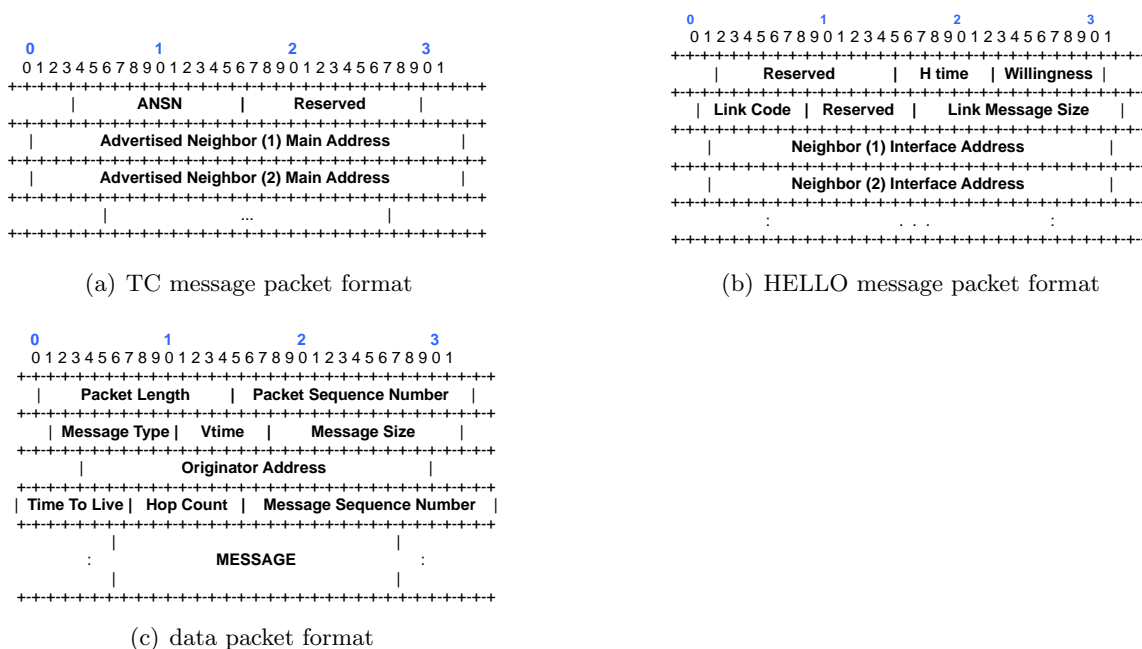 0 1 2 3
0 1 2 3 4 5 6 7 8 9 0 1 2 3 4 5 6 7 8 9 0 1 2 3 4 5 6 7 8 9 0 1
+-+-+-+-+-+-+-+-+-+-+-+-+-+-+-+-+-+-+-+-+-+-+-+-+-+-+-+-+-+-+-+-+
| ANSN | Reserved |
+-+-+-+-+-+-+-+-+-+-+-+-+-+-+-+-+-+-+-+-+-+-+-+-+-+-+-+-+-+-+-+-+
| Advertised Neighbor (1) Main Address |
+-+-+-+-+-+-+-+-+-+-+-+-+-+-+-+-+-+-+-+-+-+-+-+-+-+-+-+-+-+-+-+-+
| Advertised Neighbor (2) Main Address |
+-+-+-+-+-+-+-+-+-+-+-+-+-+-+-+-+-+-+-+-+-+-+-+-+-+-+-+-+-+-+-+-+
| ... |
+-+-+-+-+-+-+-+-+-+-+-+-+-+-+-+-+-+-+-+-+-+-+-+-+-+-+-+-+-+-+-+-+
(a) TC message packet format
0 1 2 3
0 1 2 3 4 5 6 7 8 9 0 1 2 3 4 5 6 7 8 9 0 1 2 3 4 5 6 7 8 9 0 1
+-+-+-+-+-+-+-+-+-+-+-+-+-+-+-+-+-+-+-+-+-+-+-+-+-+-+-+-+-+-+-+-+
| Reserved | H time | Willingness |
+-+-+-+-+-+-+-+-+-+-+-+-+-+-+-+-+-+-+-+-+-+-+-+-+-+-+-+-+-+-+-+-+
| Link Code | Reserved | Link Message Size |
+-+-+-+-+-+-+-+-+-+-+-+-+-+-+-+-+-+-+-+-+-+-+-+-+-+-+-+-+-+-+-+-+
| Neighbor (1) Interface Address |
+-+-+-+-+-+-+-+-+-+-+-+-+-+-+-+-+-+-+-+-+-+-+-+-+-+-+-+-+-+-+-+-+
| Neighbor (2) Interface Address |
+-+-+-+-+-+-+-+-+-+-+-+-+-+-+-+-+-+-+-+-+-+-+-+-+-+-+-+-+-+-+-+-+
: . . . :
+-+-+-+-+-+-+-+-+-+-+-+-+-+-+-+-+-+-+-+-+-+-+-+-+-+-+-+-+-+-+-+-+
(b) HELLO message packet format
0 1 2 3
0 1 2 3 4 5 6 7 8 9 0 1 2 3 4 5 6 7 8 9 0 1 2 3 4 5 6 7 8 9 0 1
+-+-+-+-+-+-+-+-+-+-+-+-+-+-+-+-+-+-+-+-+-+-+-+-+-+-+-+-+-+-+-+-+
| Packet Length | Packet Sequence Number |
+-+-+-+-+-+-+-+-+-+-+-+-+-+-+-+-+-+-+-+-+-+-+-+-+-+-+-+-+-+-+-+-+
| Message Type | Vtime | Message Size |
+-+-+-+-+-+-+-+-+-+-+-+-+-+-+-+-+-+-+-+-+-+-+-+-+-+-+-+-+-+-+-+-+
| Originator Address |
+-+-+-+-+-+-+-+-+-+-+-+-+-+-+-+-+-+-+-+-+-+-+-+-+-+-+-+-+-+-+-+-+
| Time To Live | Hop Count | Message Sequence Number |
+-+-+-+-+-+-+-+-+-+-+-+-+-+-+-+-+-+-+-+-+-+-+-+-+-+-+-+-+-+-+-+-+
| |
: MESSAGE :
| |
+-+-+-+-+-+-+-+-+-+-+-+-+-+-+-+-+-+-+-+-+-+-+-+-+-+-+-+-+-+-+-+-+
(c) data packet format